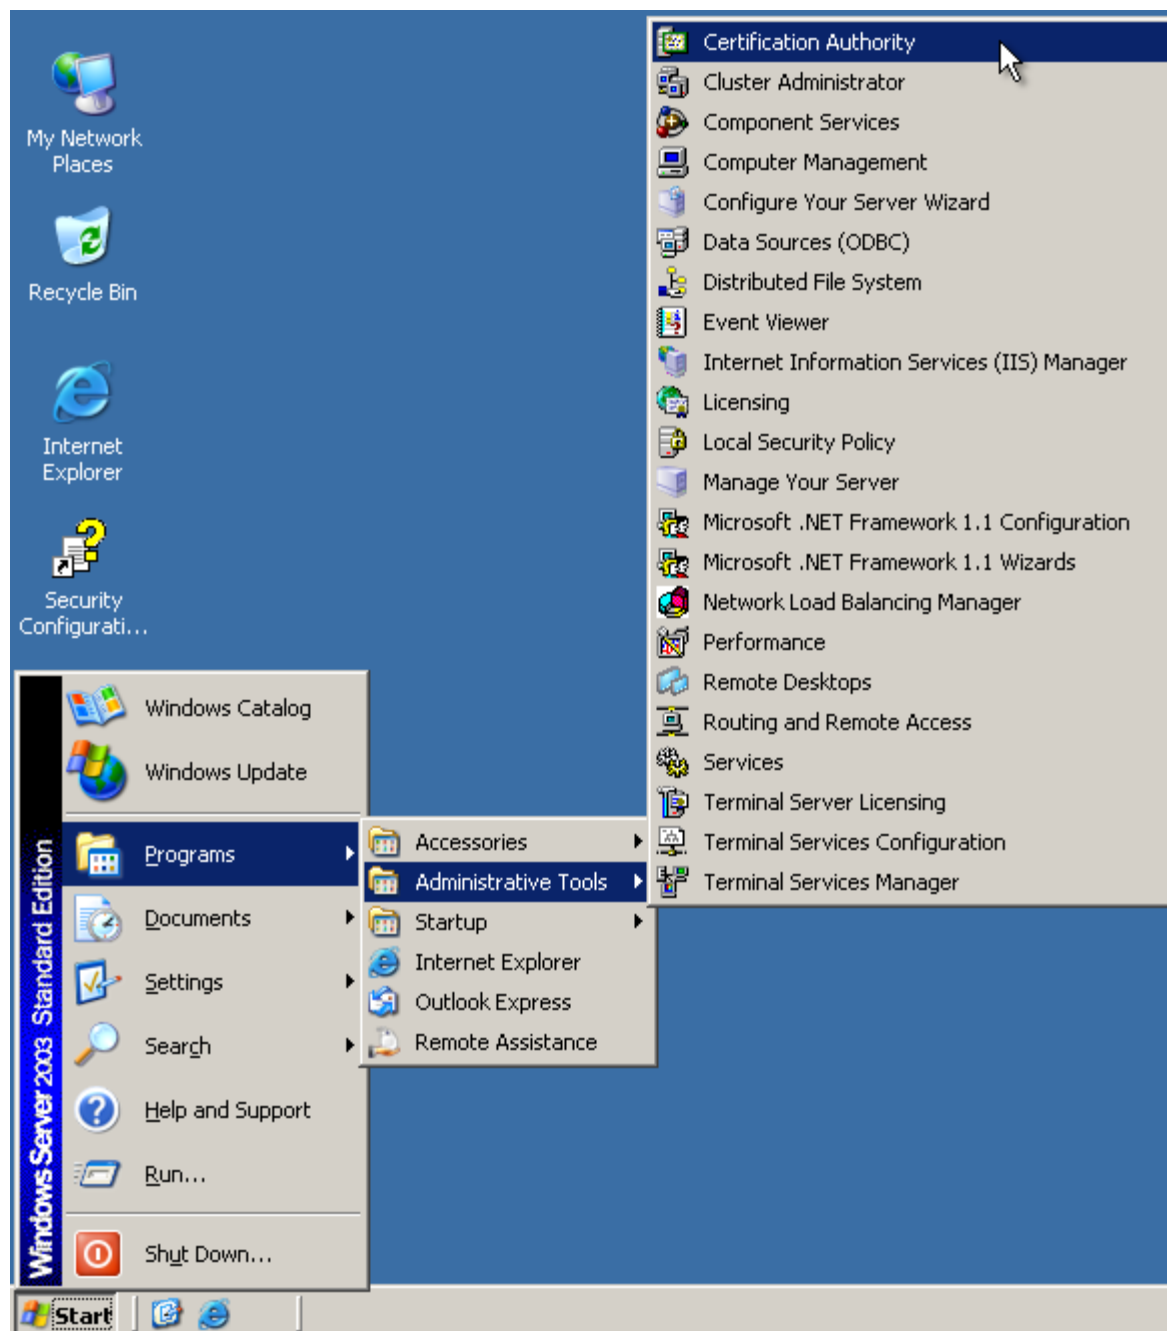 My Network
Places
Recycle Bin
Internet
Explorer
Security
Configurati...
Windows Server 2003 Standard Edition
Windows Catalog
Windows Update
Programs
Documents
Settings
Search
Help and Support
Run...
Shut Down...
Start
Accessories
Administrative Tools
Startup
Internet Explorer
Outlook Express
Remote Assistance
Certification Authority
Cluster Administrator
Component Services
Computer Management
Configure Your Server Wizard
Data Sources (ODBC)
Distributed File System
Event Viewer
Internet Information Services (IIS) Manager
Licensing
Local Security Policy
Manage Your Server
Microsoft .NET Framework 1.1 Configuration
Microsoft .NET Framework 1.1 Wizards
Network Load Balancing Manager
Performance
Remote Desktops
Routing and Remote Access
Services
Terminal Server Licensing
Terminal Services Configuration
Terminal Services Manager